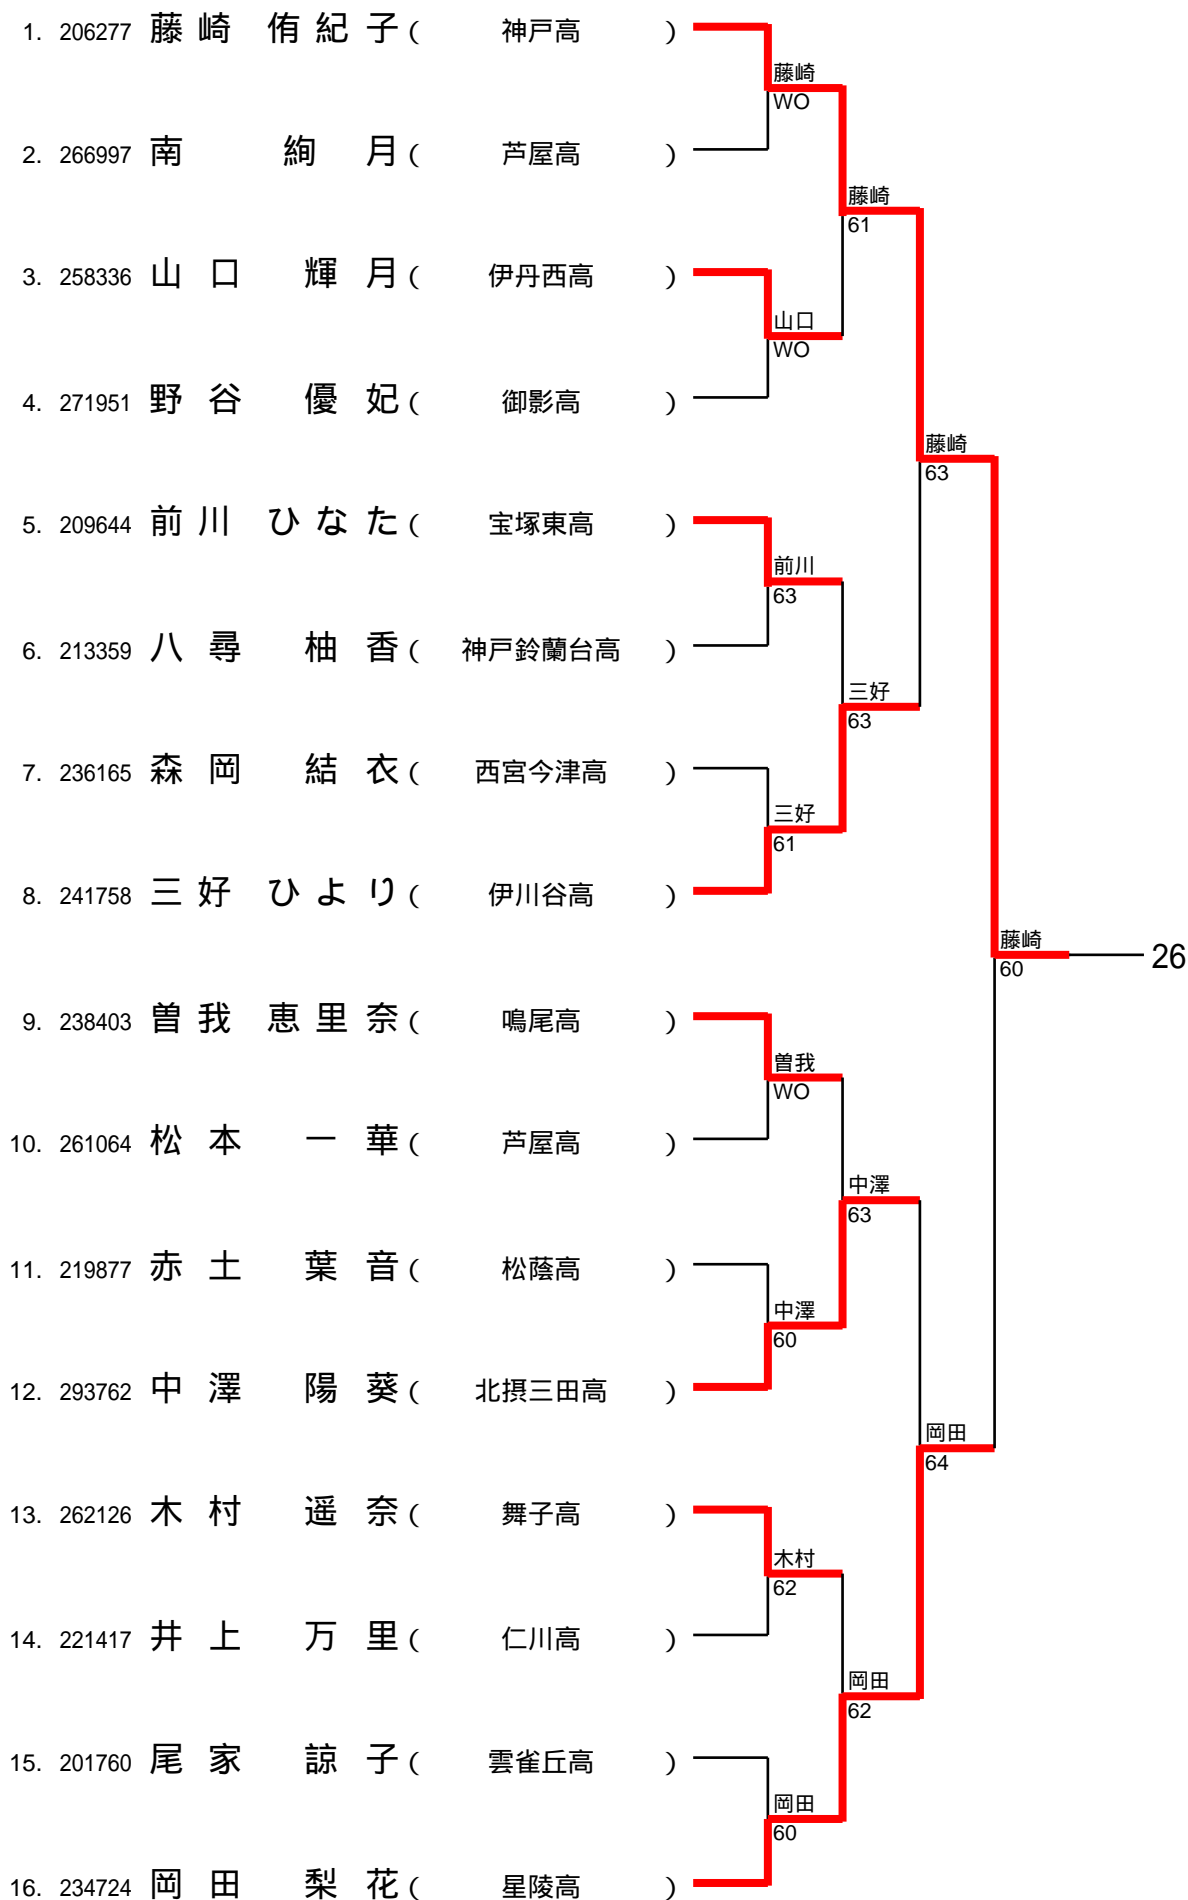 1. 206277 藤崎 侑紀子 ( 神戸高 )
藤崎
WO
2. 266997 南 絢月 ( 芦屋高 )
藤崎
61
3. 258336 山口 輝月 ( 伊丹西高 )
山口
WO
4. 271951 野谷 優妃 ( 御影高 )
藤崎
63
5. 209644 前川 ひなた ( 宝塚東高 )
前川
63
6. 213359 八尋 柚香 ( 神戸鈴蘭台高 )
三好
63
7. 236165 森岡 結衣 ( 西宮今津高 )
三好
61
8. 241758 三好 ひより ( 伊川谷高 )
藤崎
60
26
9. 238403 曽我 恵里奈 ( 鳴尾高 )
曽我
WO
10. 261064 松本 一華 ( 芦屋高 )
中澤
63
11. 219877 赤土 葉音 ( 松蔭高 )
中澤
60
12. 293762 中澤 陽葵 ( 北摂三田高 )
岡田
64
13. 262126 木村 遥奈 ( 舞子高 )
木村
62
14. 221417 井上 万里 ( 仁川高 )
岡田
62
15. 201760 尾家 諒子 ( 雲雀丘高 )
岡田
60
16. 234724 岡田 梨花 ( 星陵高 )